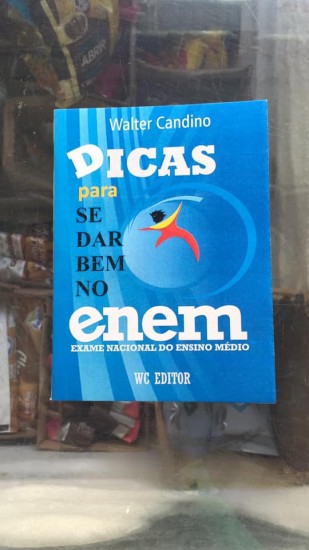 Walter Candino
DICAS
para
SE
DAR
BEM
NO
enem
EXAME NACIONAL DO ENSINO MÉDIO
WC EDITOR